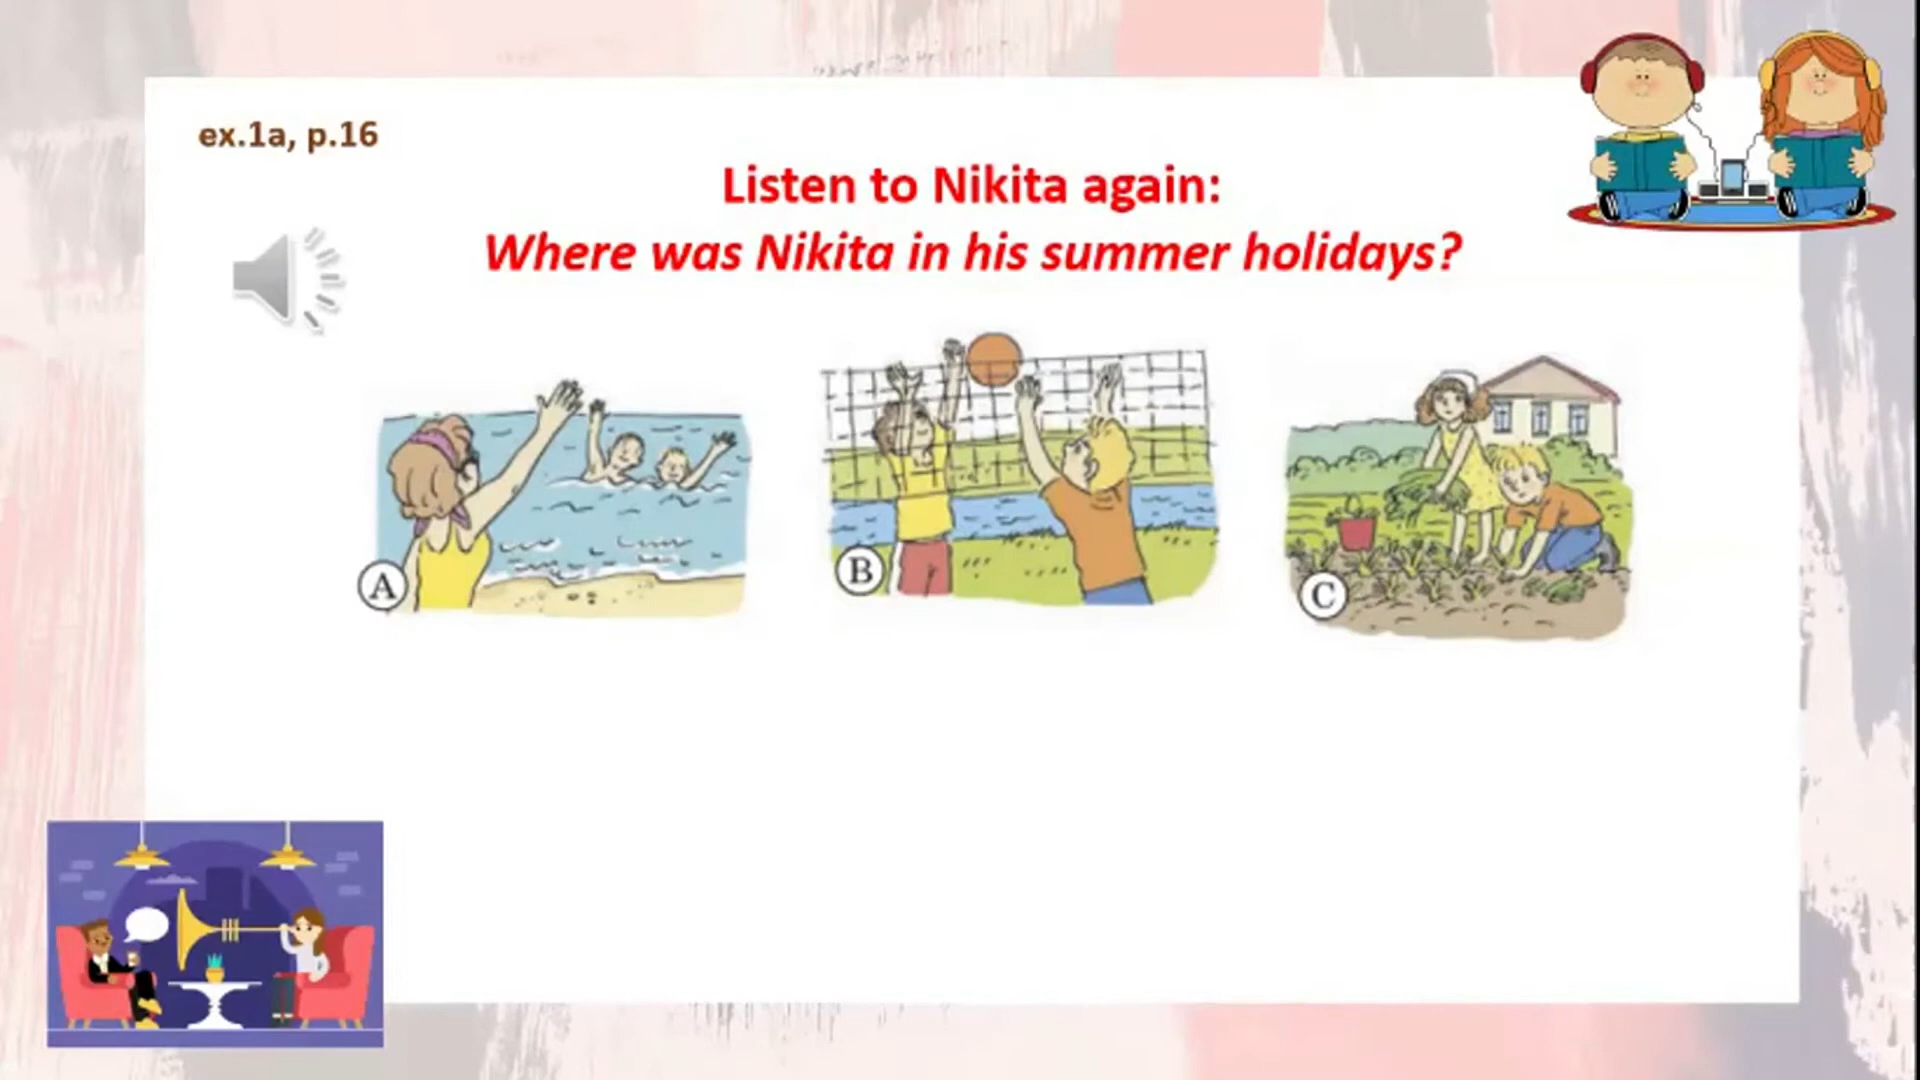 ex.1a, p.16
Listen to Nikita again:
Where was Nikita in his summer holidays?
A
B
C